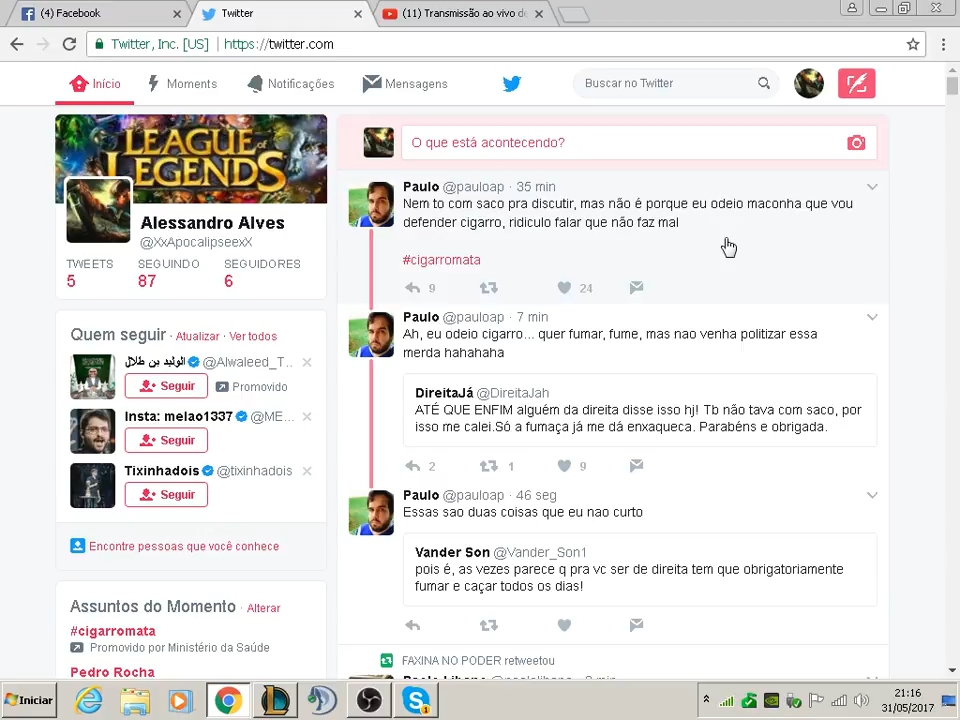 (4) Facebook
Twitter
(11) Transmissão ao vivo de
Twitter, Inc. [US] | https://twitter.com
Início
Moments
Notificações
Mensagens
Buscar no Twitter
LEAGUE of LEGENDS
O que está acontecendo?
Alessandro Alves
@XxApocalipseexX
TWEETS SEGUINDO SEGUIDORES
5 87 6
Quem seguir · Atualizar · Ver todos
الوليد بن طلال @Alwaleed_T...
Seguir Promovido
Insta: melao1337 @ME...
Seguir
Tixinhadois @tixinhadois
Seguir
Encontre pessoas que você conhece
Assuntos do Momento · Alterar
#cigarromata
Promovido por Ministério da Saúde
Pedro Rocha
Paulo @pauloap · 35 min
Nem to com saco pra discutir, mas não é porque eu odeio maconha que vou
defender cigarro, ridiculo falar que não faz mal
#cigarromata
9 24
Paulo @pauloap · 7 min
Ah, eu odeio cigarro... quer fumar, fume, mas nao venha politizar essa
merda hahahaha
DireitaJá @DireitaJah
ATÉ QUE ENFIM alguém da direita disse isso hj! Tb não tava com saco, por
isso me calei.Só a fumaça já me dá enxaqueca. Parabéns e obrigada.
2 1 9
Paulo @pauloap · 46 seg
Essas sao duas coisas que eu nao curto
Vander Son @Vander_Son1
pois é, as vezes parece q pra vc ser de direita tem que obrigatoriamente
fumar e caçar todos os dias!
FAXINA NO PODER retweetou
Iniciar
1
21:16
31/05/2017